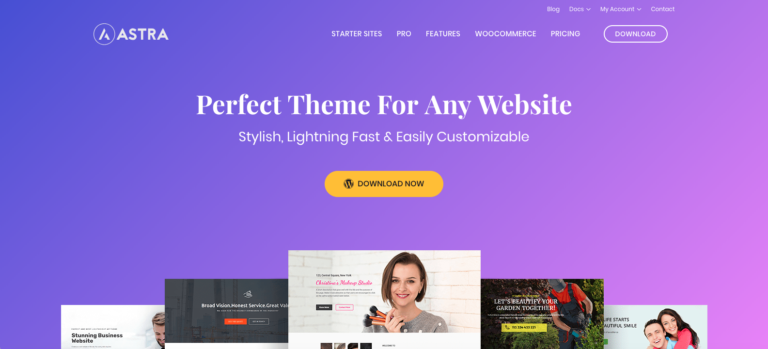 Blog Docs My Account Contact
ASTRA
STARTER SITES PRO FEATURES WOOCOMMERCE PRICING DOWNLOAD
Perfect Theme For Any Website
Stylish, Lightning Fast & Easily Customizable
DOWNLOAD NOW
Christina's Makeup Studio
Broad Vision,Honest Service,Great Val
LET'S BEAUTIFY YOUR
GARDEN TOGETHER!
Stunning Business
Website
LIFE STARTS
AUTIFUL SMILE